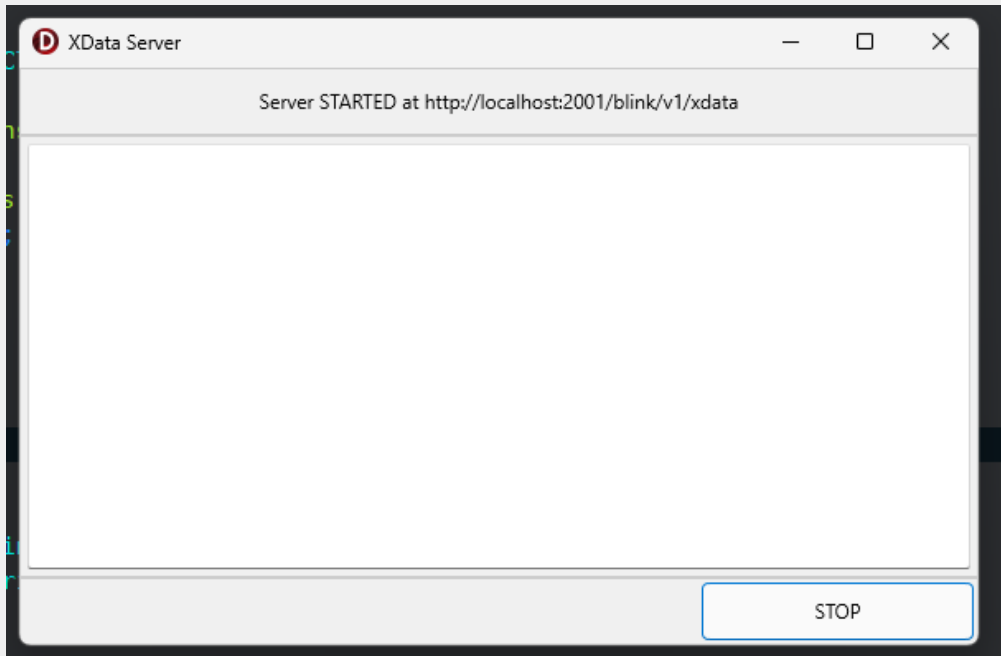 XData Server
Server STARTED at http://localhost:2001/blink/v1/xdata
STOP